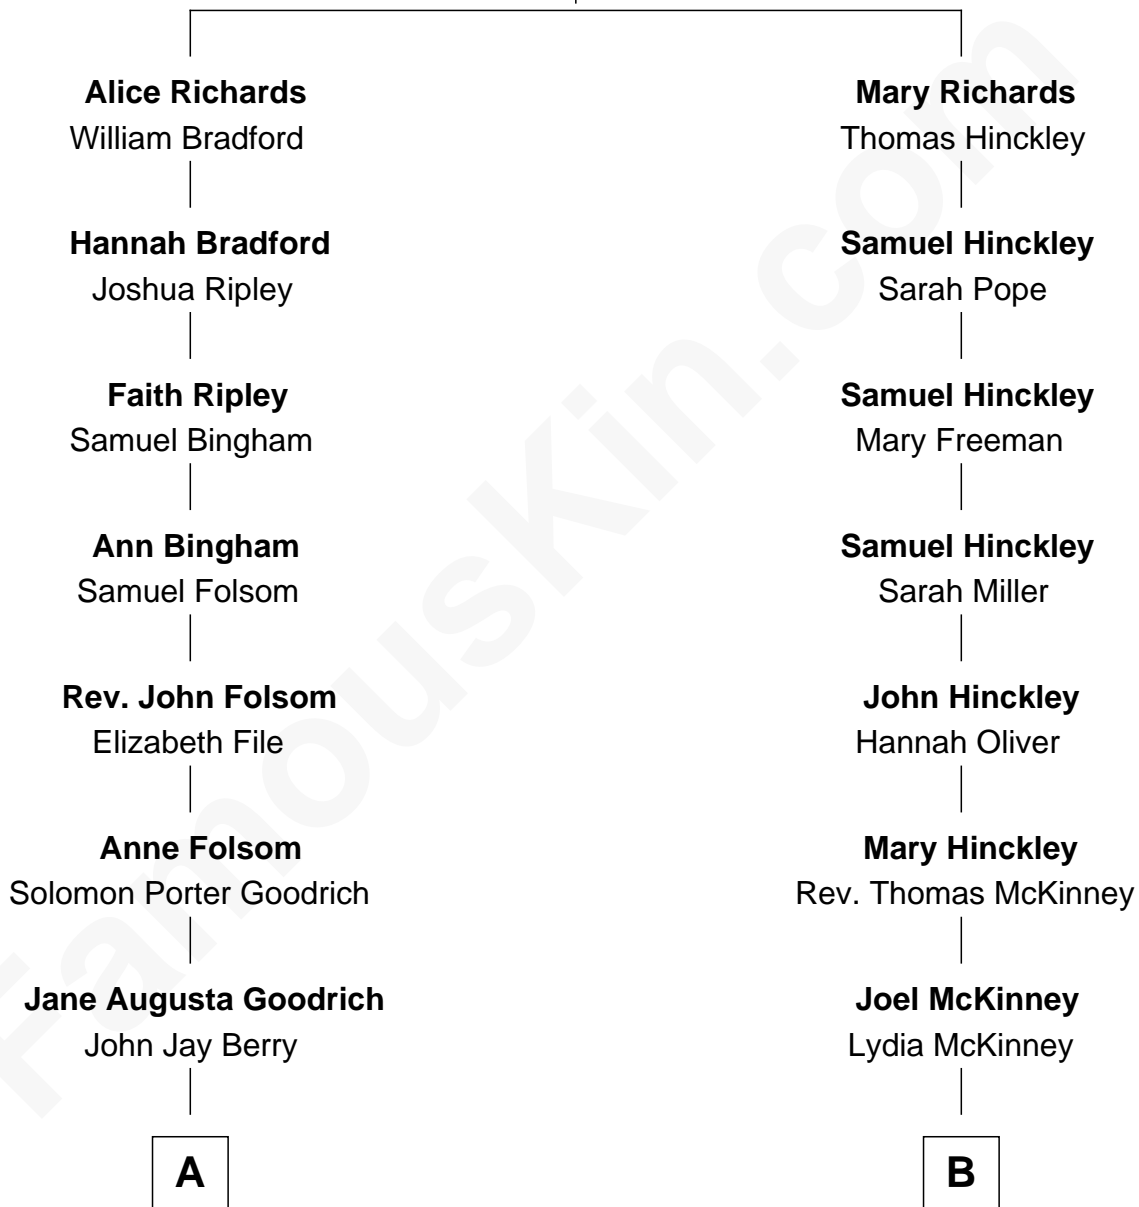 Alice Richards
William Bradford
Mary Richards
Thomas Hinckley
Hannah Bradford
Joshua Ripley
Samuel Hinckley
Sarah Pope
Faith Ripley
Samuel Bingham
Samuel Hinckley
Mary Freeman
Ann Bingham
Samuel Folsom
Samuel Hinckley
Sarah Miller
Rev. John Folsom
Elizabeth File
John Hinckley
Hannah Oliver
Anne Folsom
Solomon Porter Goodrich
Mary Hinckley
Rev. Thomas McKinney
Jane Augusta Goodrich
John Jay Berry
Joel McKinney
Lydia McKinney
A
B
FamousKin.com